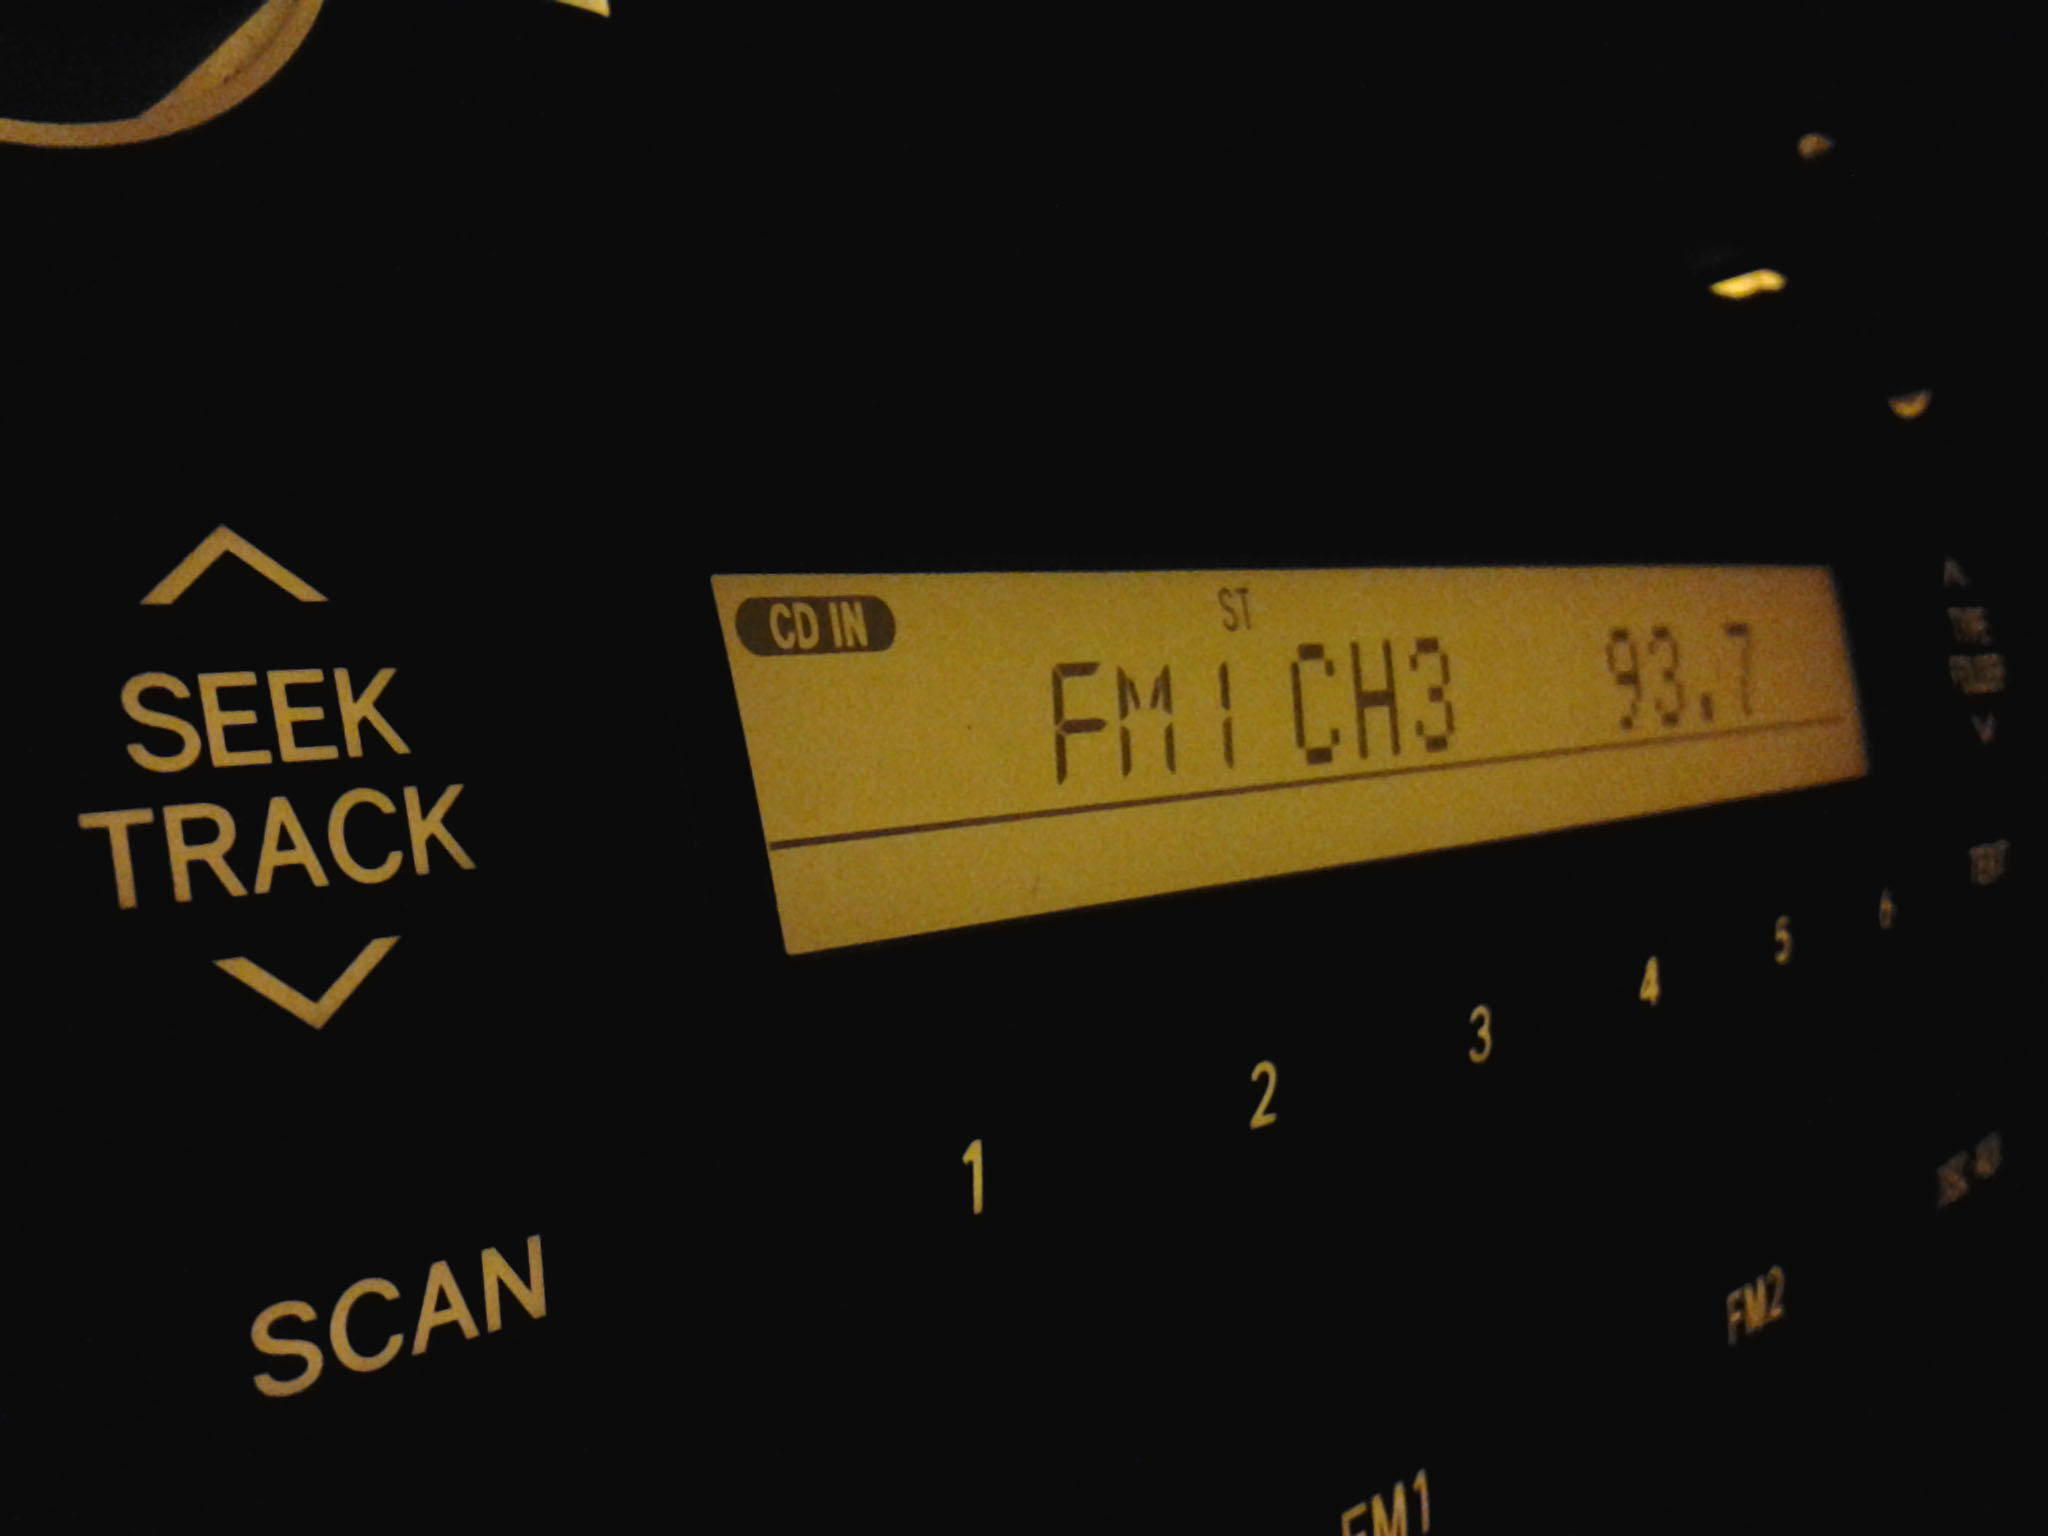 CD IN
ST
FM1 CH3 93.7
SEEK
TRACK
1 2 3 4 5 6
SCAN
FM2
FM1